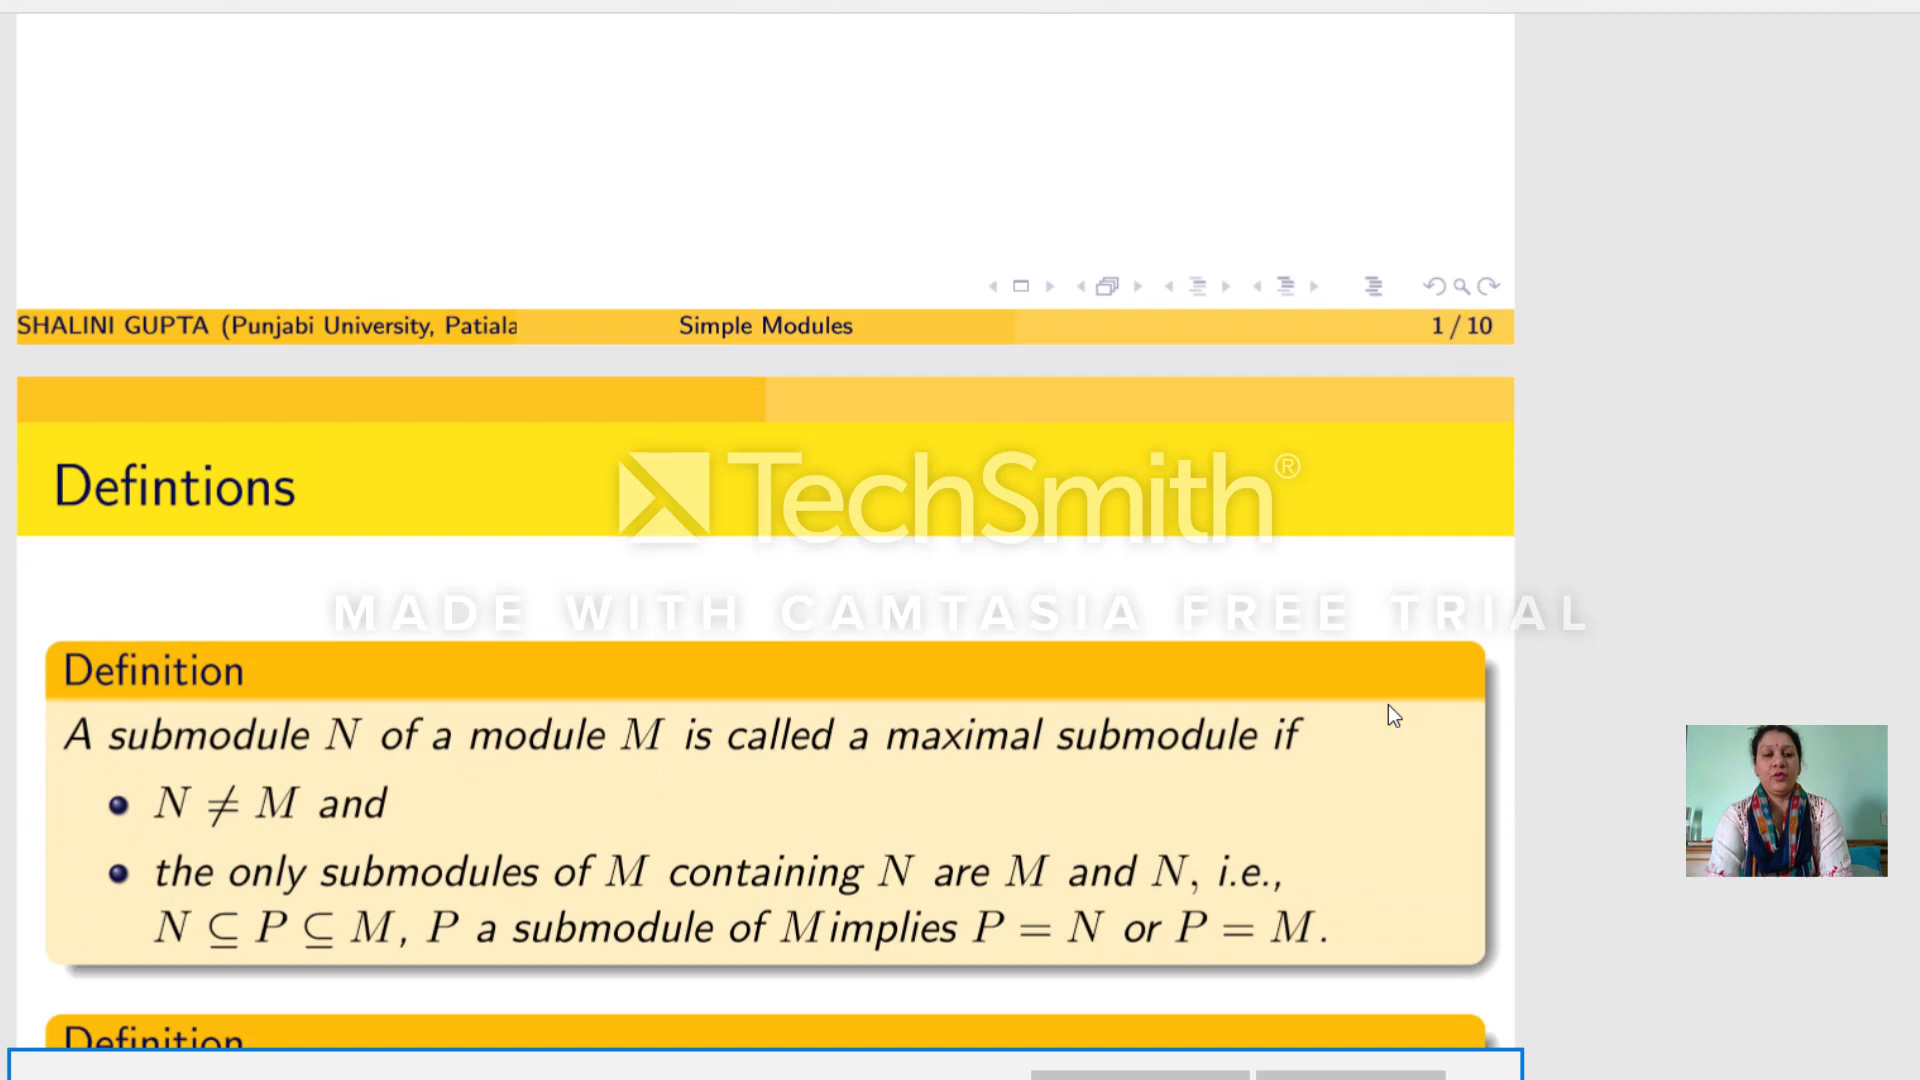 SHALINI GUPTA (Punjabi University, Patiala
Simple Modules
1 / 10
Defintions
TechSmith®
MADE WITH CAMTASIA FREE TRIAL
Definition
A submodule N of a module M is called a maximal submodule if
N ≠ M and
the only submodules of M containing N are M and N, i.e.,
N ⊆ P ⊆ M, P a submodule of M implies P = N or P = M.
Definition